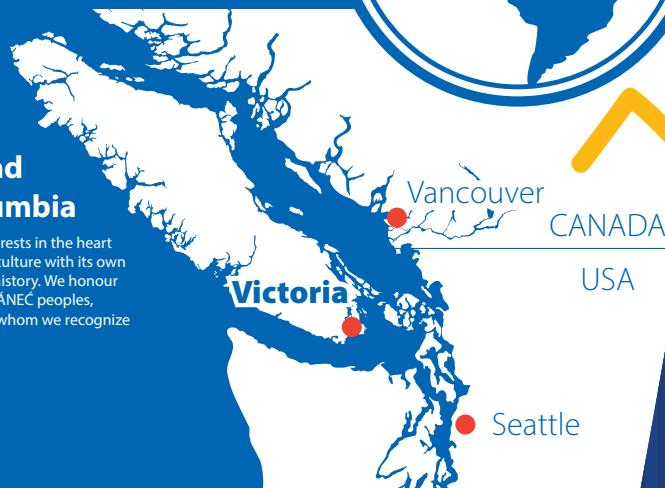 umbia
rests in the heart
culture with its own
history. We honour
ÁNEĆ peoples,
whom we recognize
Vancouver
CANADA
USA
Victoria
Seattle